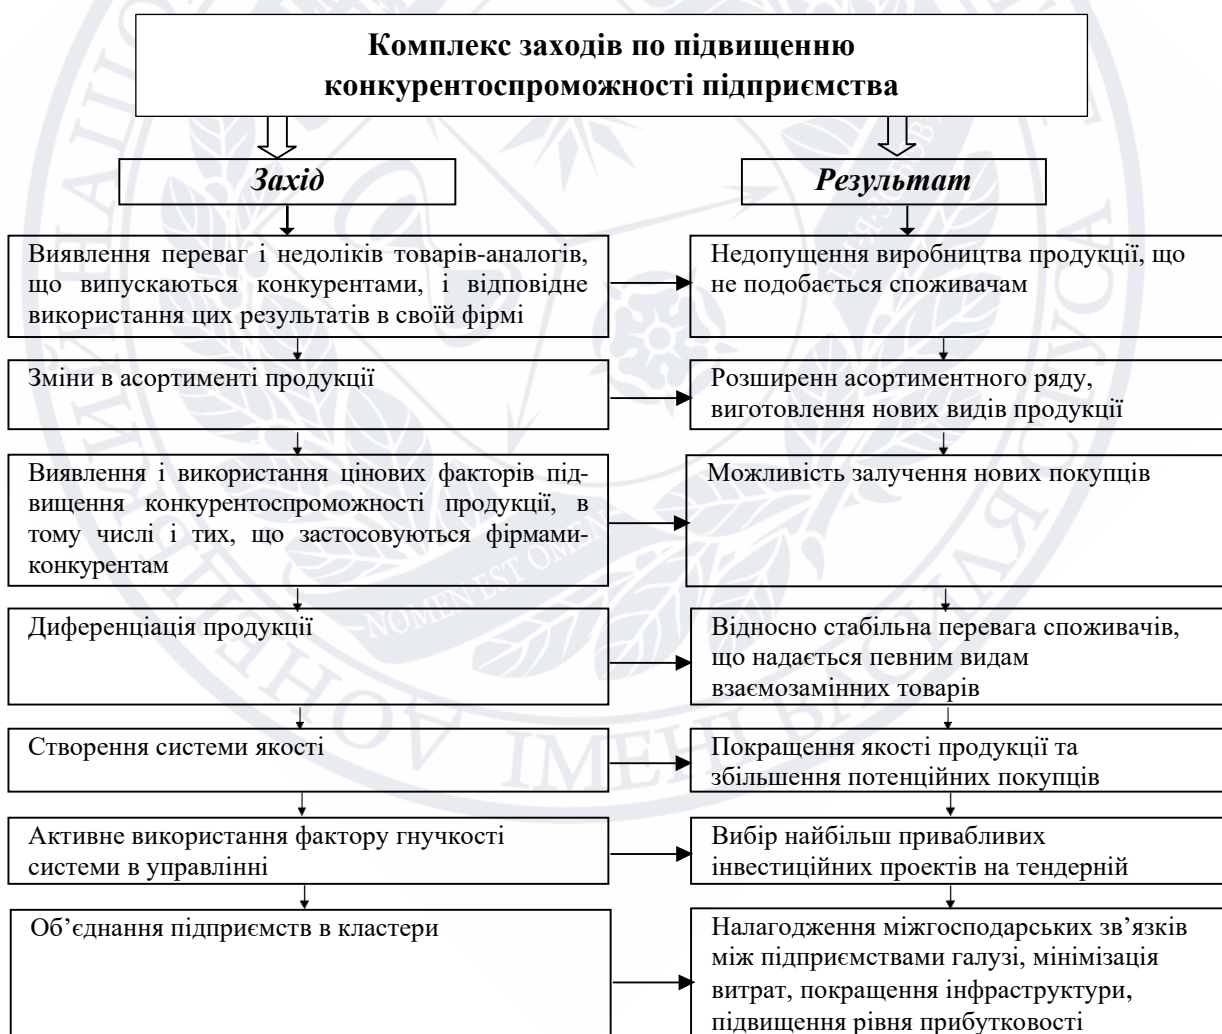 Комплекс заходів по підвищенню
конкурентоспроможності підприємства
Захід
Результат
Виявлення переваг і недоліків товарів-аналогів,
що випускаються конкурентами, і відповідне
використання цих результатів в своїй фірмі
Недопущення виробництва продукції, що
не подобається споживачам
Зміни в асортименті продукції
Розширенн асортиментного ряду,
виготовлення нових видів продукції
Виявлення і використання цінових факторів під-
вищення конкурентоспроможності продукції, в
тому числі і тих, що застосовуються фірмами-
конкурентам
Можливість залучення нових покупців
Диференціація продукції
Відносно стабільна перевага споживачів,
що надається певним видам
взаємозамінних товарів
Створення системи якості
Покращення якості продукції та
збільшення потенційних покупців
Активне використання фактору гнучкості
системи в управлінні
Вибір найбільш привабливих
інвестиційних проектів на тендерній
Об’єднання підприємств в кластери
Налагодження міжгосподарських зв’язків
між підприємствами галузі, мінімізація
витрат, покращення інфраструктури,
підвищення рівня прибутковості
NOMEN EST OMEN
ІМЕНІ ВАСИЛЯ